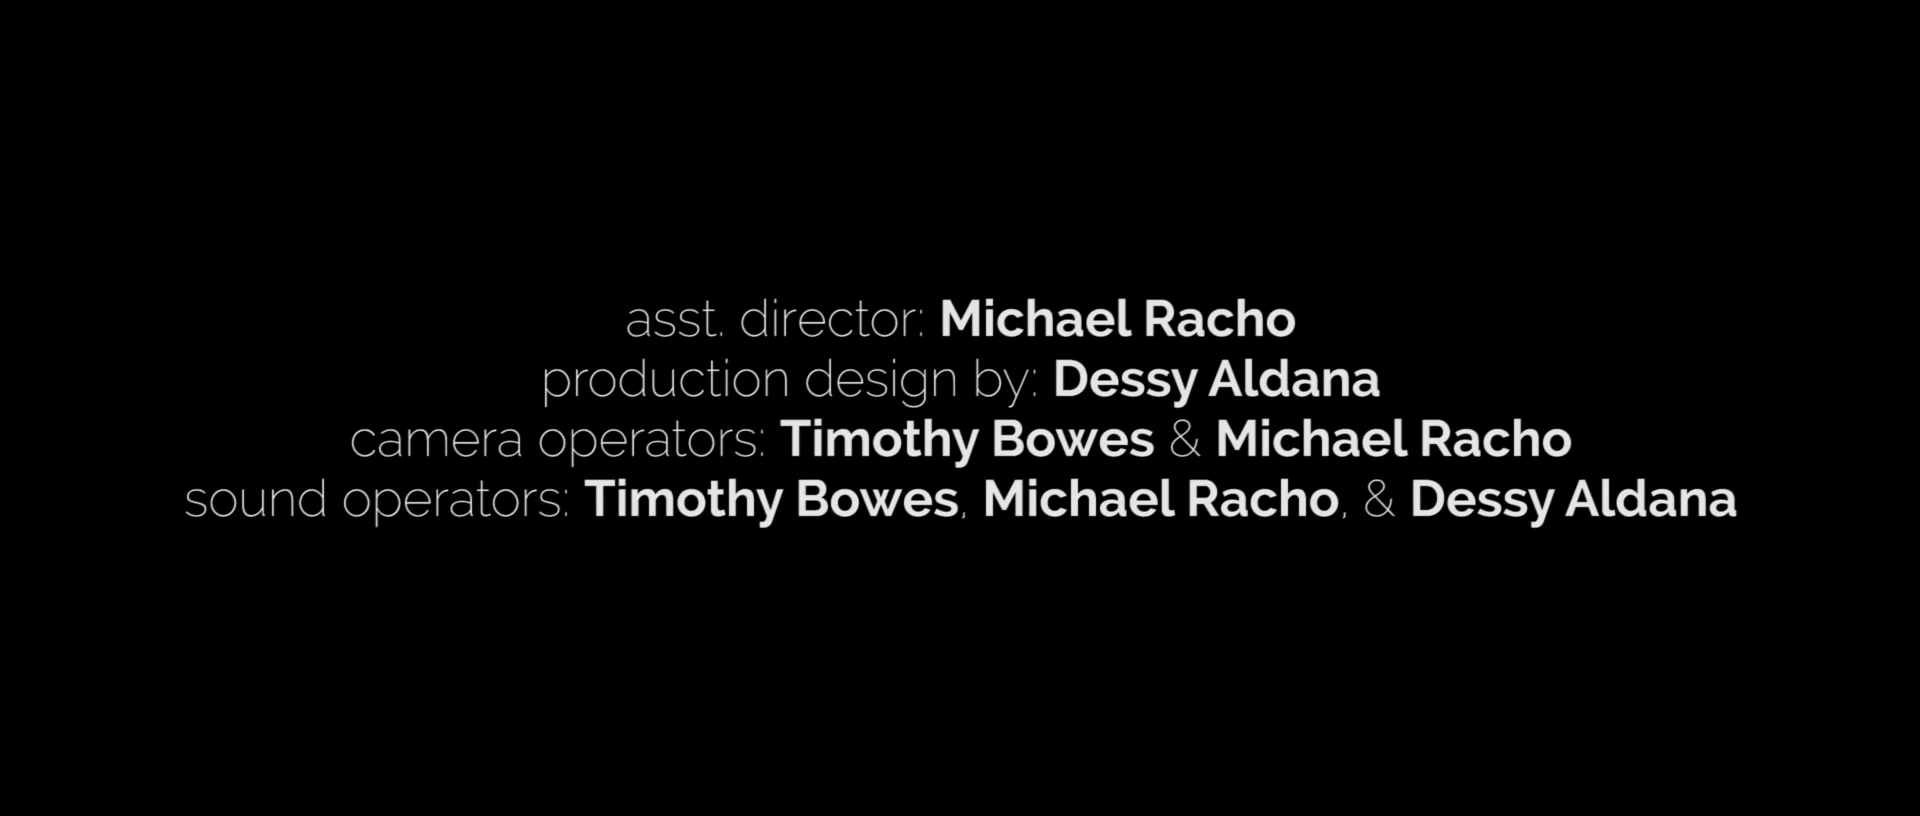 asst. director: Michael Racho
production design by: Dessy Aldana
camera operators: Timothy Bowes & Michael Racho
sound operators: Timothy Bowes, Michael Racho, & Dessy Aldana